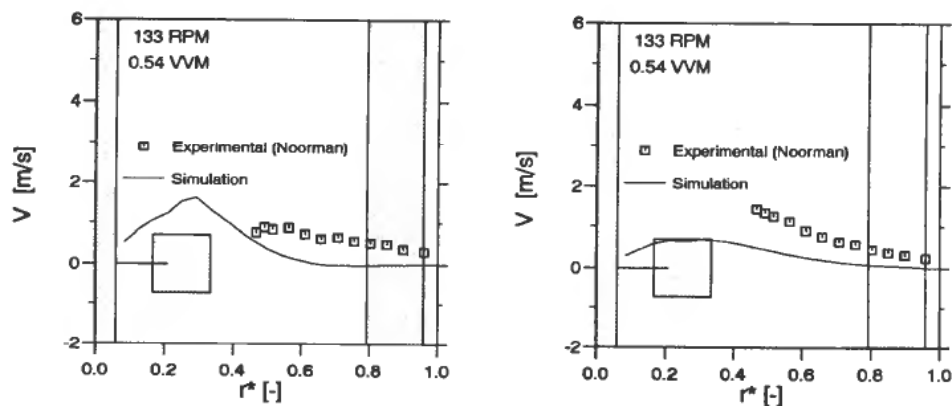 6
133 RPM
0.54 VVM
4
V [m/s]
Experimental (Noorman)
2
Simulation
0
-2
0.0 0.2 0.4 0.6 0.8 1.0
r* [-]
6
133 RPM
0.54 VVM
4
V [m/s]
Experimental (Noorman)
2
Simulation
0
-2
0.0 0.2 0.4 0.6 0.8 1.0
r* [-]